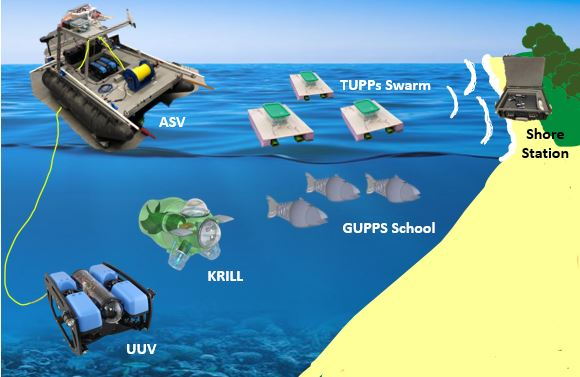 TUPPs Swarm
ASV
Shore
Station
GUPPS School
KRILL
UUV